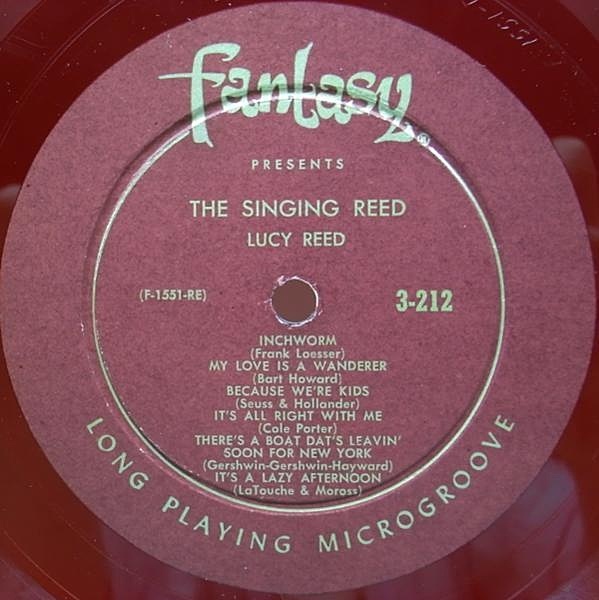 fantasy®
PRESENTS
THE SINGING REED
LUCY REED
(F-1551-RE)
3-212
INCHWORM
(Frank Loesser)
MY LOVE IS A WANDERER
(Bart Howard)
BECAUSE WE'RE KIDS
(Seuss & Hollander)
IT'S ALL RIGHT WITH ME
(Cole Porter)
THERE'S A BOAT DAT'S LEAVIN'
SOON FOR NEW YORK
(Gershwin-Gershwin-Hayward)
IT'S A LAZY AFTERNOON
(LaTouche & Moross)
LONG PLAYING MICROGROOVE